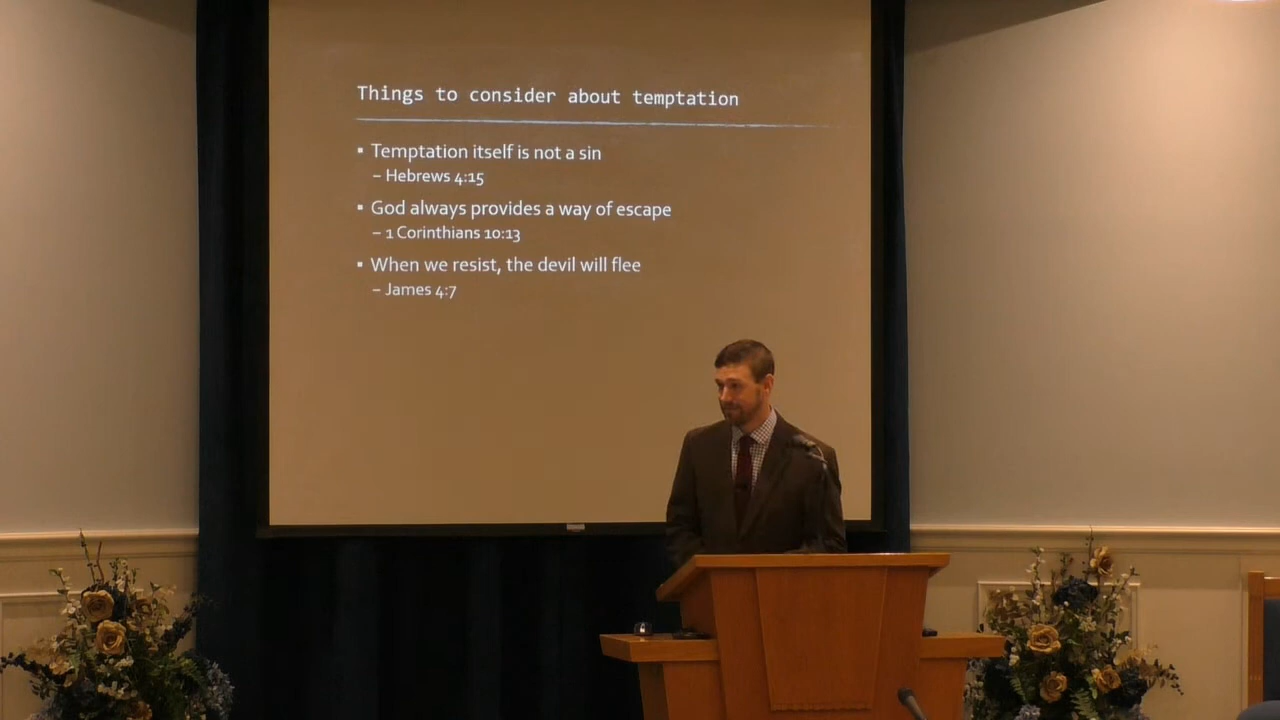 Things to consider about temptation
▪ Temptation itself is not a sin
– Hebrews 4:15
▪ God always provides a way of escape
– 1 Corinthians 10:13
▪ When we resist, the devil will flee
– James 4:7